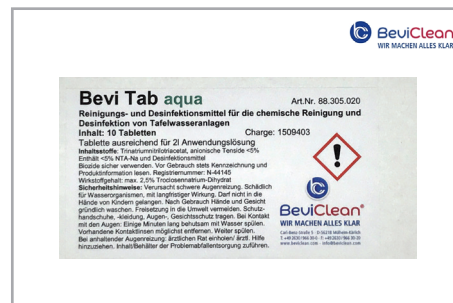 BeviClean
WIR MACHEN ALLES KLAR
Bevi Tab aqua
Art.Nr. 88.305.020
Reinigungs- und Desinfektionsmittel für die chemische Reinigung und
Desinfektion von Tafelwasseranlagen
Inhalt: 10 Tabletten Charge: 1509403
Tablette ausreichend für 2l Anwendungslösung
Inhaltsstoffe: Trinatriumnitrilotriacetat, anionische Tenside <5%
Enthält <5% NTA-Na und Desinfektionsmittel
Biozide sicher verwenden. Vor Gebrauch stets Kennzeichnung und
Produktinformation lesen. Registriernummer: N-44145
Wirkstoffgehalt: max. 2,5% Troclosennatrium-Dihydrat
Sicherheitshinweise: Verursacht schwere Augenreizung. Schädlich
für Wasserorganismen, mit langfristiger Wirkung. Darf nicht in die
Hände von Kindern gelangen. Nach Gebrauch Hände und Gesicht
gründlich waschen. Freisetzung in die Umwelt vermeiden. Schutz-
handschuhe, -kleidung, Augen-, Gesichtsschutz tragen. Bei Kontakt
mit den Augen: Einige Minuten lang behutsam mit Wasser spülen.
Vorhandene Kontaktlinsen möglichst entfernen. Weiter spülen.
Bei anhaltender Augenreizung: ärztlichen Rat einholen/ ärztl. Hilfe
hinzuziehen. Inhalt/Behälter der Problemabfallentsorgung zuführen.
BeviClean®
WIR MACHEN ALLES KLAR